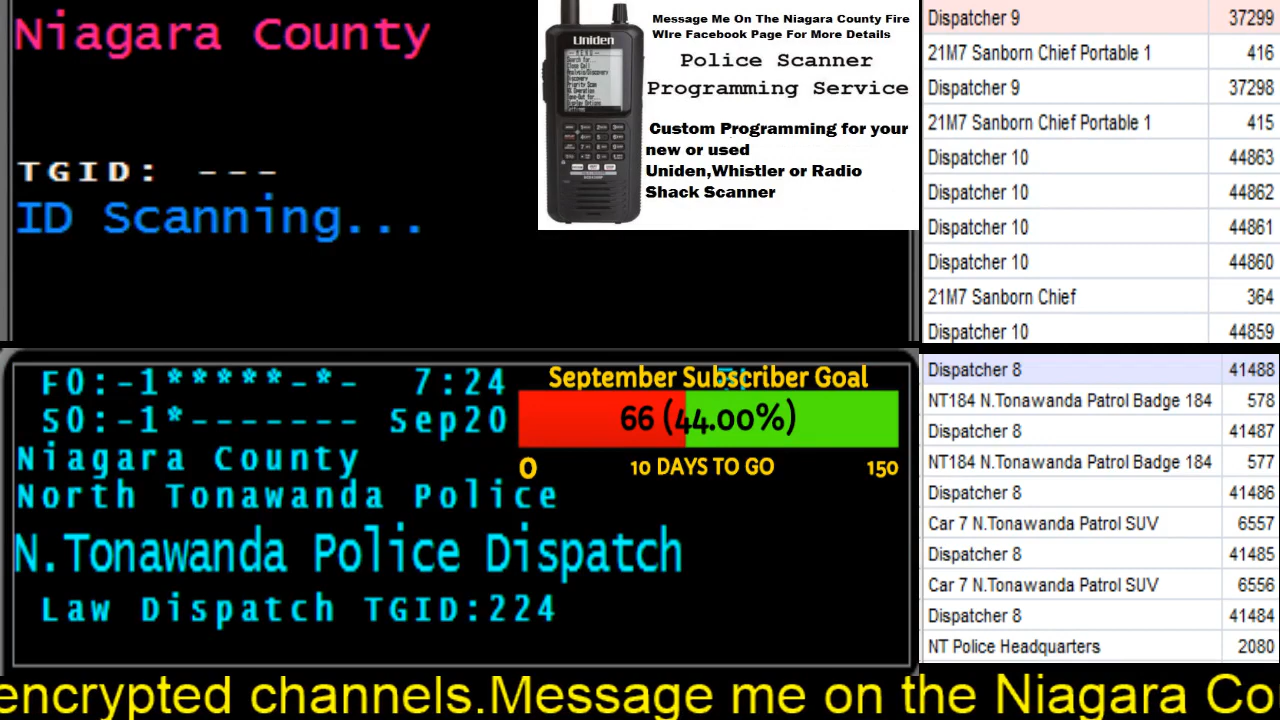 Niagara County
TGID: ---
ID Scanning...
Uniden
Message Me On The Niagara County Fire
WIre Facebook Page For More Details
Police Scanner
Programming Service
Custom Programming for your
new or used
Uniden,Whistler or Radio
Shack Scanner
Dispatcher 9 37299
21M7 Sanborn Chief Portable 1 416
Dispatcher 9 37298
21M7 Sanborn Chief Portable 1 415
Dispatcher 10 44863
Dispatcher 10 44862
Dispatcher 10 44861
Dispatcher 10 44860
21M7 Sanborn Chief 364
Dispatcher 10 44859
F0:-1*****-*- 7:24
S0:-1*------- Sep20
Niagara County
North Tonawanda Police
N.Tonawanda Police Dispatch
Law Dispatch TGID:224
September Subscriber Goal
66 (44.00%)
0 10 DAYS TO GO 150
Dispatcher 8 41488
NT184 N.Tonawanda Patrol Badge 184 578
Dispatcher 8 41487
NT184 N.Tonawanda Patrol Badge 184 577
Dispatcher 8 41486
Car 7 N.Tonawanda Patrol SUV 6557
Dispatcher 8 41485
Car 7 N.Tonawanda Patrol SUV 6556
Dispatcher 8 41484
NT Police Headquarters 2080
encrypted channels.Message me on the Niagara Co